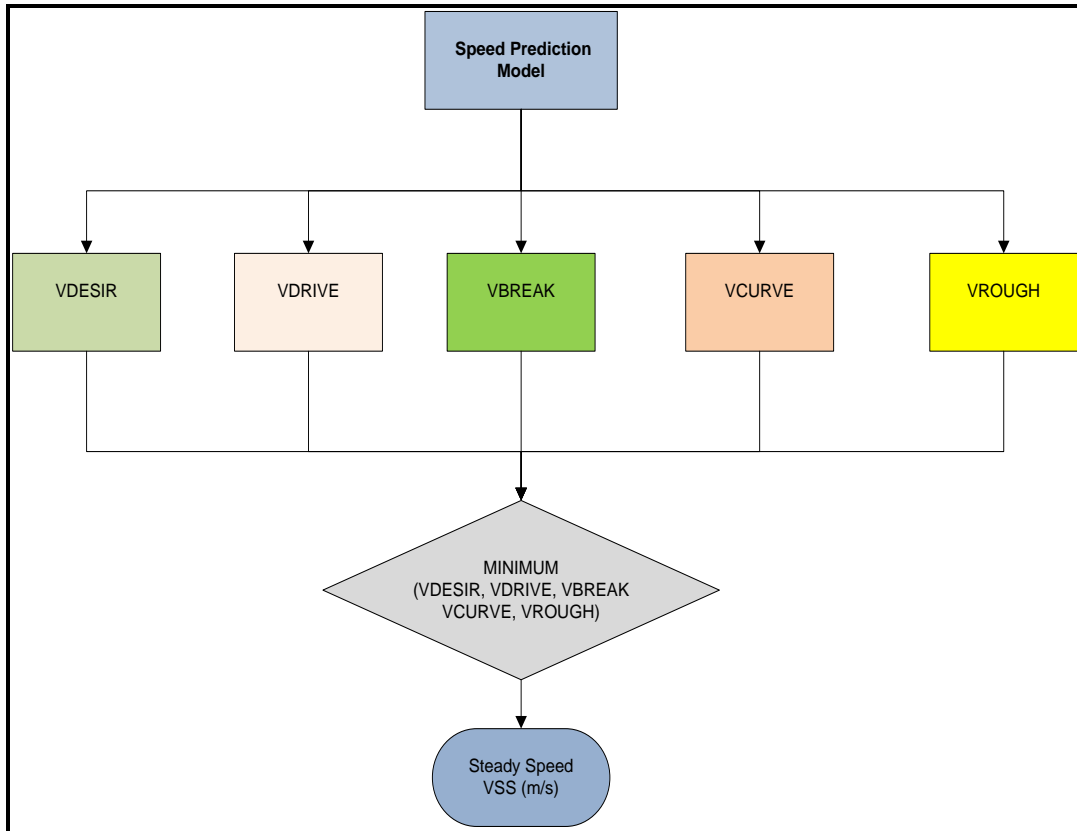 Speed Prediction
Model
VDESIR
VDRIVE
VBREAK
VCURVE
VROUGH
MINIMUM
(VDESIR, VDRIVE, VBREAK
VCURVE, VROUGH)
Steady Speed
VSS (m/s)